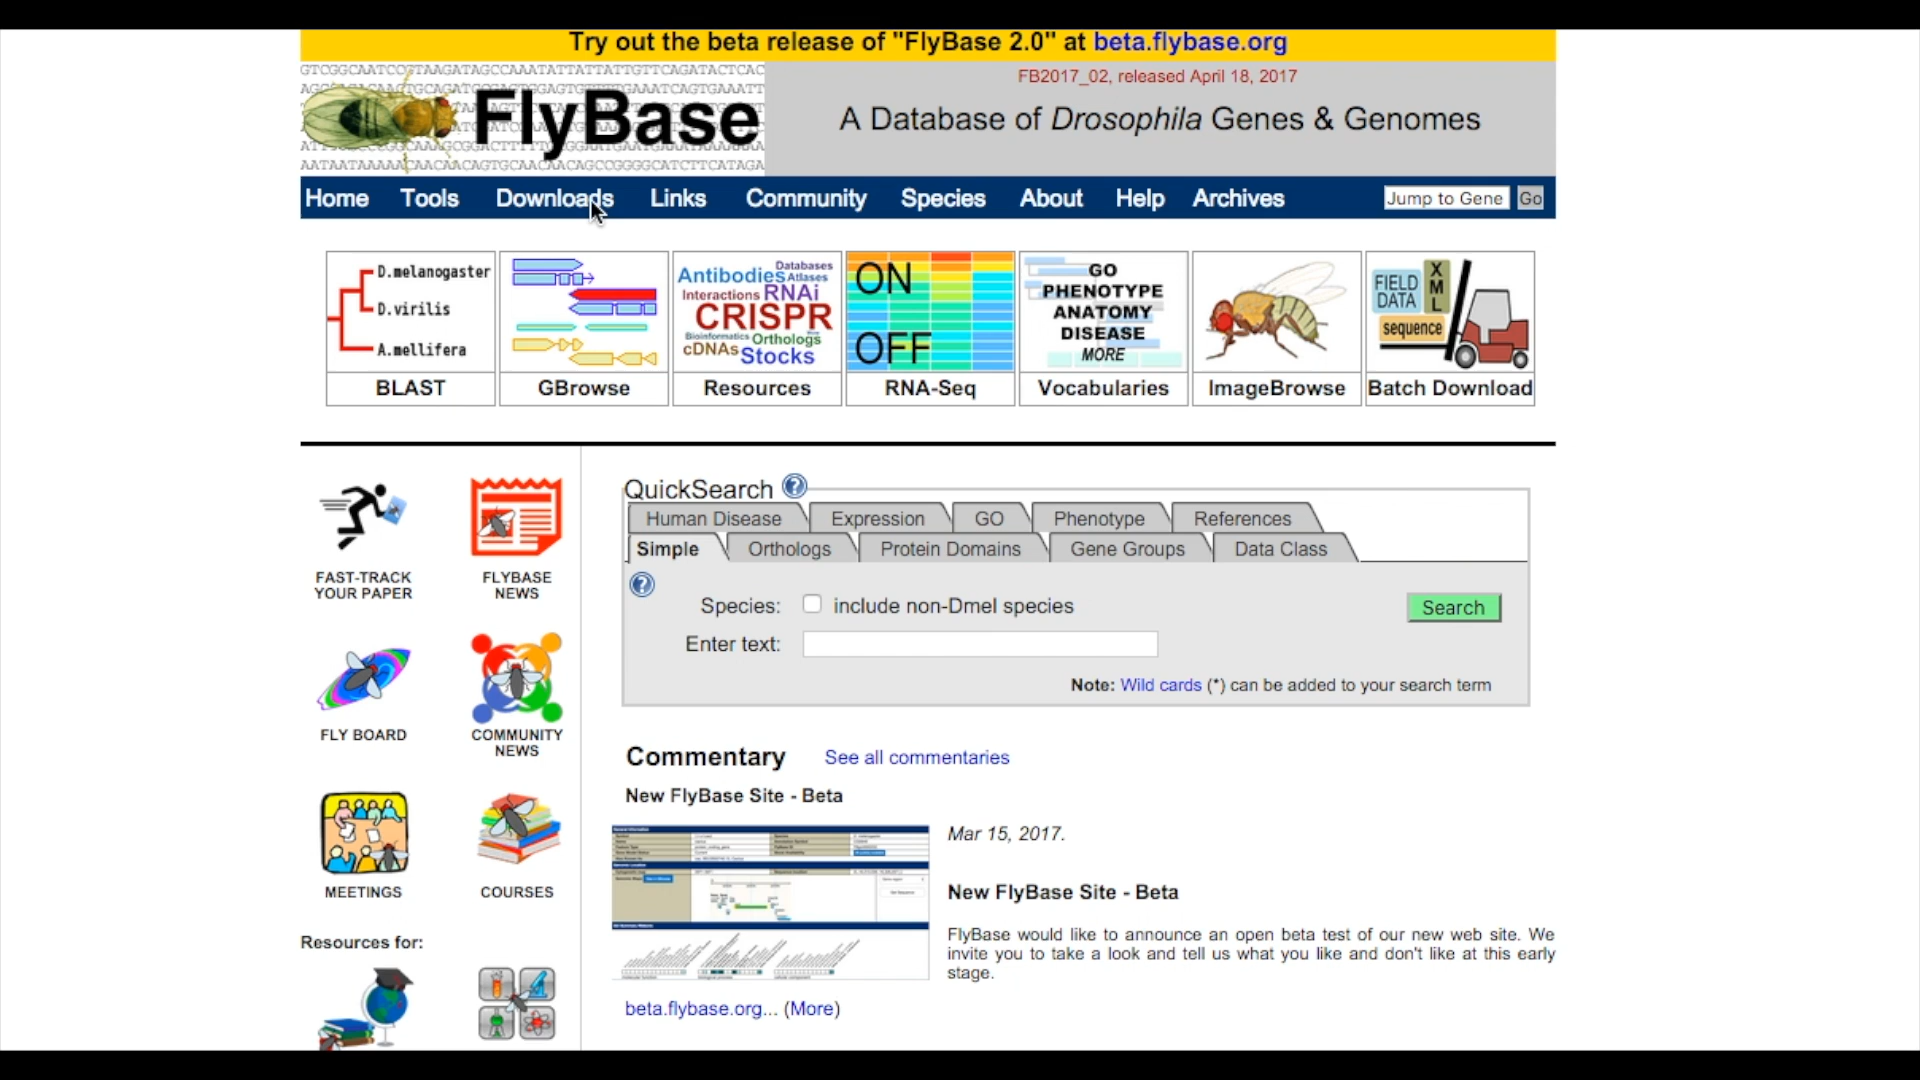 Try out the beta release of "FlyBase 2.0" at beta.flybase.org
FlyBase
FB2017_02, released April 18, 2017
A Database of Drosophila Genes & Genomes
Home Tools Downloads Links Community Species About Help Archives Jump to Gene Go
D.melanogaster
D.virilis
A.mellifera
BLAST
GBrowse
Databases
Antibodies Atlases
Interactions RNAi
CRISPR
Bioinformatics Orthologs
cDNAs Stocks
Resources
ON
OFF
RNA-Seq
GO
PHENOTYPE
ANATOMY
DISEASE
MORE
Vocabularies
ImageBrowse
FIELD DATA
XML
sequence
Batch Download
FAST-TRACK
YOUR PAPER
FLYBASE
NEWS
FLY BOARD
COMMUNITY
NEWS
MEETINGS
COURSES
Resources for:
QuickSearch ?
Human Disease Expression GO Phenotype References
Simple Orthologs Protein Domains Gene Groups Data Class
?
Species: include non-Dmel species
Search
Enter text:
Note: Wild cards (*) can be added to your search term
Commentary See all commentaries
New FlyBase Site - Beta
Mar 15, 2017.
New FlyBase Site - Beta
FlyBase would like to announce an open beta test of our new web site. We
invite you to take a look and tell us what you like and don't like at this early
stage.
beta.flybase.org... (More)